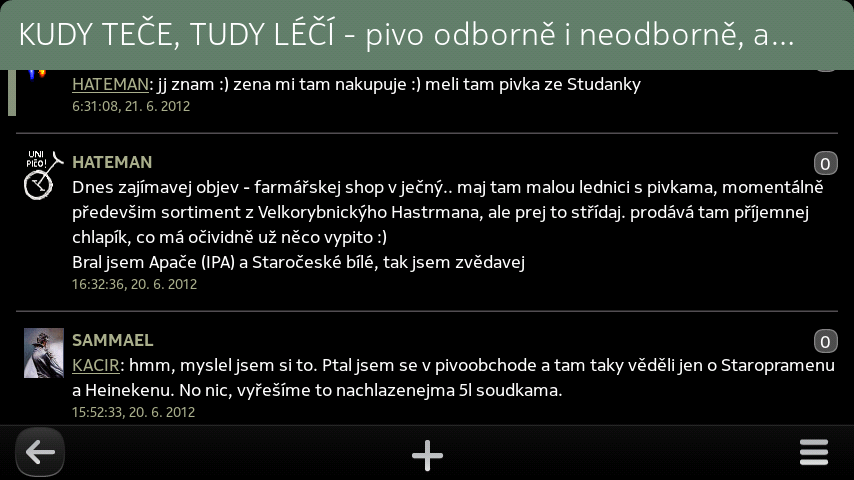 KUDY TEČE, TUDY LÉČÍ - pivo odborně i neodborně, a...
HATEMAN: jj znam :) zena mi tam nakupuje :) meli tam pivka ze Studanky
6:31:08, 21. 6. 2012
UNI
PIČO!
HATEMAN
0
Dnes zajímavej objev - farmářskej shop v ječný.. maj tam malou lednici s pivkama, momentálně
především sortiment z Velkorybnickýho Hastrmana, ale prej to střídaj. prodává tam příjemnej
chlapík, co má očividně už něco vypito :)
Bral jsem Apače (IPA) a Staročeské bílé, tak jsem zvědavej
16:32:36, 20. 6. 2012
SAMMAEL
0
KACIR: hmm, myslel jsem si to. Ptal jsem se v pivoobchode a tam taky věděli jen o Staropramenu
a Heinekenu. No nic, vyřešíme to nachlazenejma 5l soudkama.
15:52:33, 20. 6. 2012